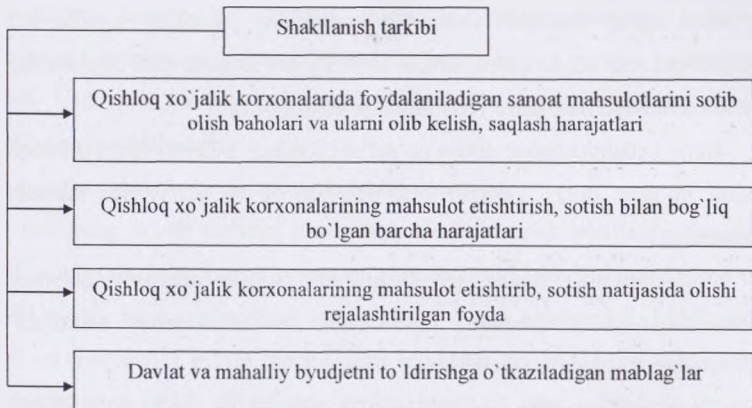 Shakllanish tarkibi
Qishloq xo`jalik korxonalarida foydalaniladigan sanoat mahsulotlarini sotib
olish baholari va ularni olib kelish, saqlash harajatlari
Qishloq xo`jalik korxonalarining mahsulot etishtirish, sotish bilan bog`liq
bo`lgan barcha harajatlari
Qishloq xo`jalik korxonalarining mahsulot etishtirib, sotish natijasida olishi
rejalashtirilgan foyda
Davlat va mahalliy byudjetni to`ldirishga o`tkaziladigan mablag`lar